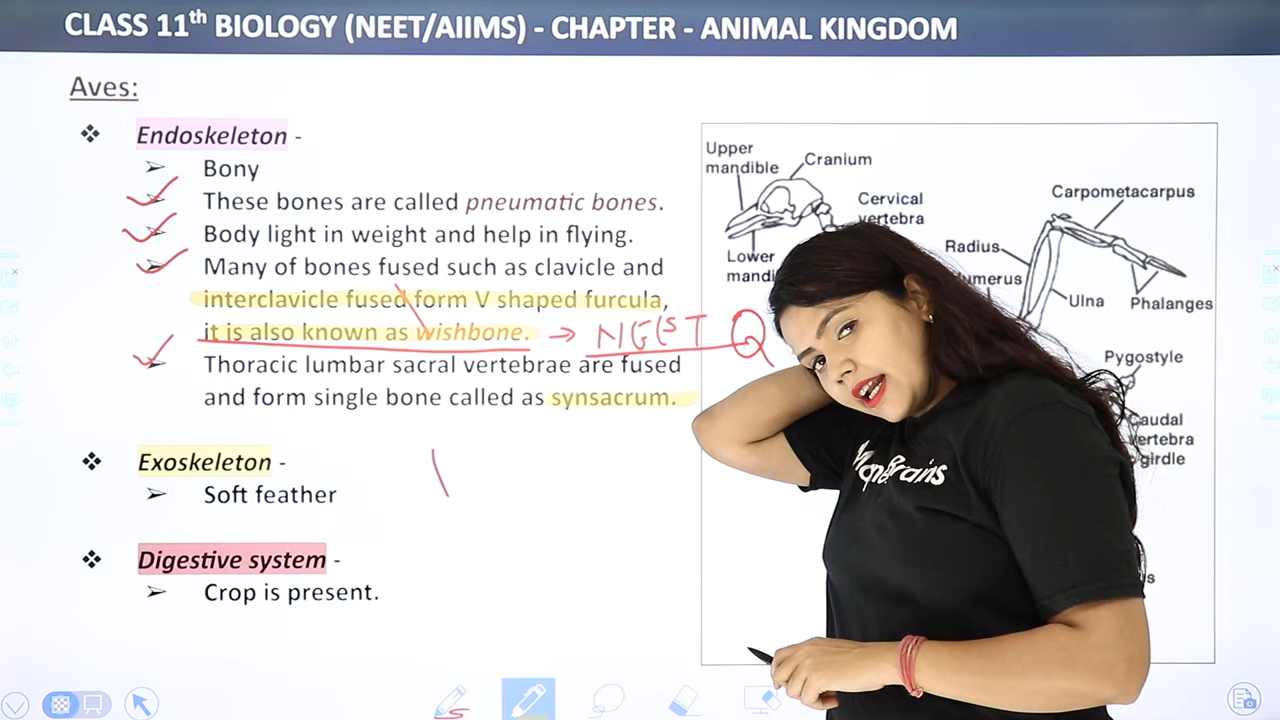 CLASS 11th BIOLOGY (NEET/AIIMS) - CHAPTER - ANIMAL KINGDOM
Aves:
❖ Endoskeleton -
➢ Bony
➢ These bones are called pneumatic bones.
➢ Body light in weight and help in flying.
➢ Many of bones fused such as clavicle and
interclavicle fused form V shaped furcula,
it is also known as wishbone. → NEST Q
➢ Thoracic lumbar sacral vertebrae are fused
and form single bone called as synsacrum.
❖ Exoskeleton -
➢ Soft feather
❖ Digestive system -
➢ Crop is present.
Upper
mandible
Cranium
Cervical
vertebra
Lower
Carpometacarpus
Radius
Ulna
Phalanges
Pygostyle
Caudal
vertebra
girdle